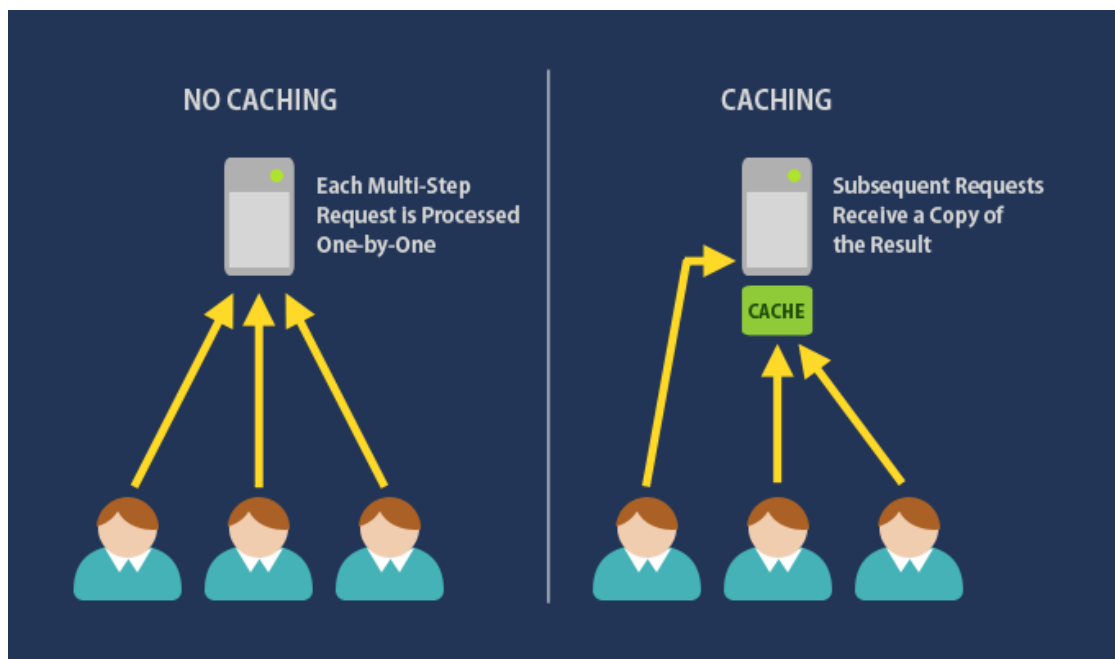 NO CACHING
Each Multi-Step
Request is Processed
One-by-One
CACHING
Subsequent Requests
Receive a Copy of
the Result
CACHE